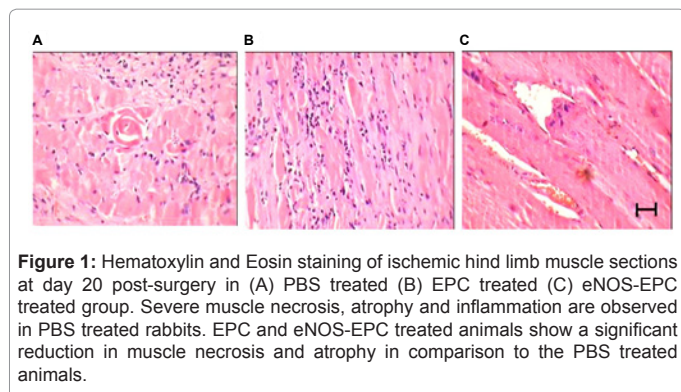 A B C
Figure 1: Hematoxylin and Eosin staining of ischemic hind limb muscle sections
at day 20 post-surgery in (A) PBS treated (B) EPC treated (C) eNOS-EPC
treated group. Severe muscle necrosis, atrophy and inflammation are observed
in PBS treated rabbits. EPC and eNOS-EPC treated animals show a significant
reduction in muscle necrosis and atrophy in comparison to the PBS treated
animals.